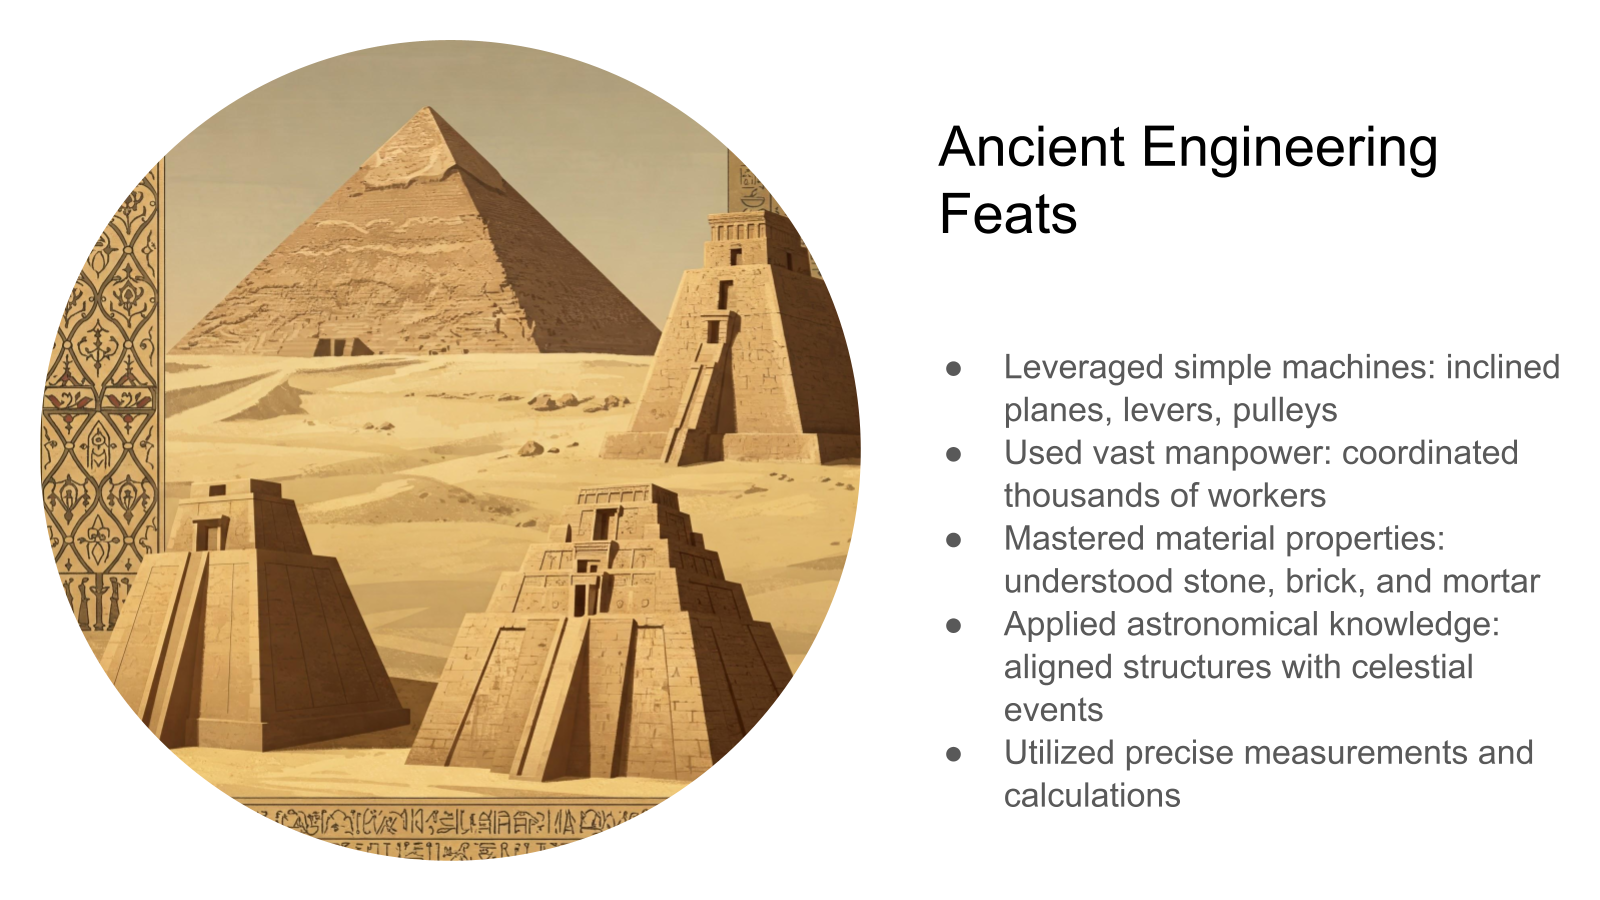 Ancient Engineering
Feats
● Leveraged simple machines: inclined
planes, levers, pulleys
● Used vast manpower: coordinated
thousands of workers
● Mastered material properties:
understood stone, brick, and mortar
● Applied astronomical knowledge:
aligned structures with celestial
events
● Utilized precise measurements and
calculations